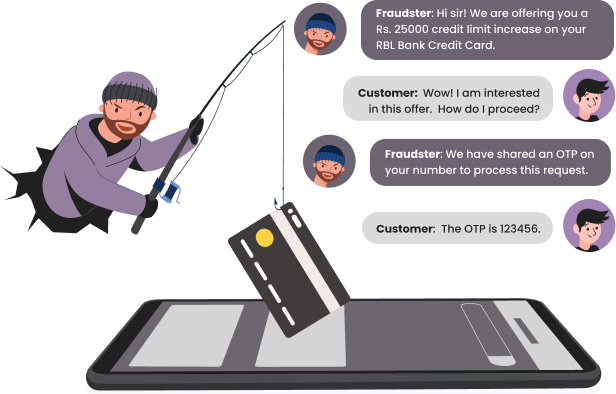 Fraudster: Hi sir! We are offering you a
Rs. 25000 credit limit increase on your
RBL Bank Credit Card.
Customer: Wow! I am interested
in this offer. How do I proceed?
Fraudster: We have shared an OTP on
your number to process this request.
Customer: The OTP is 123456.